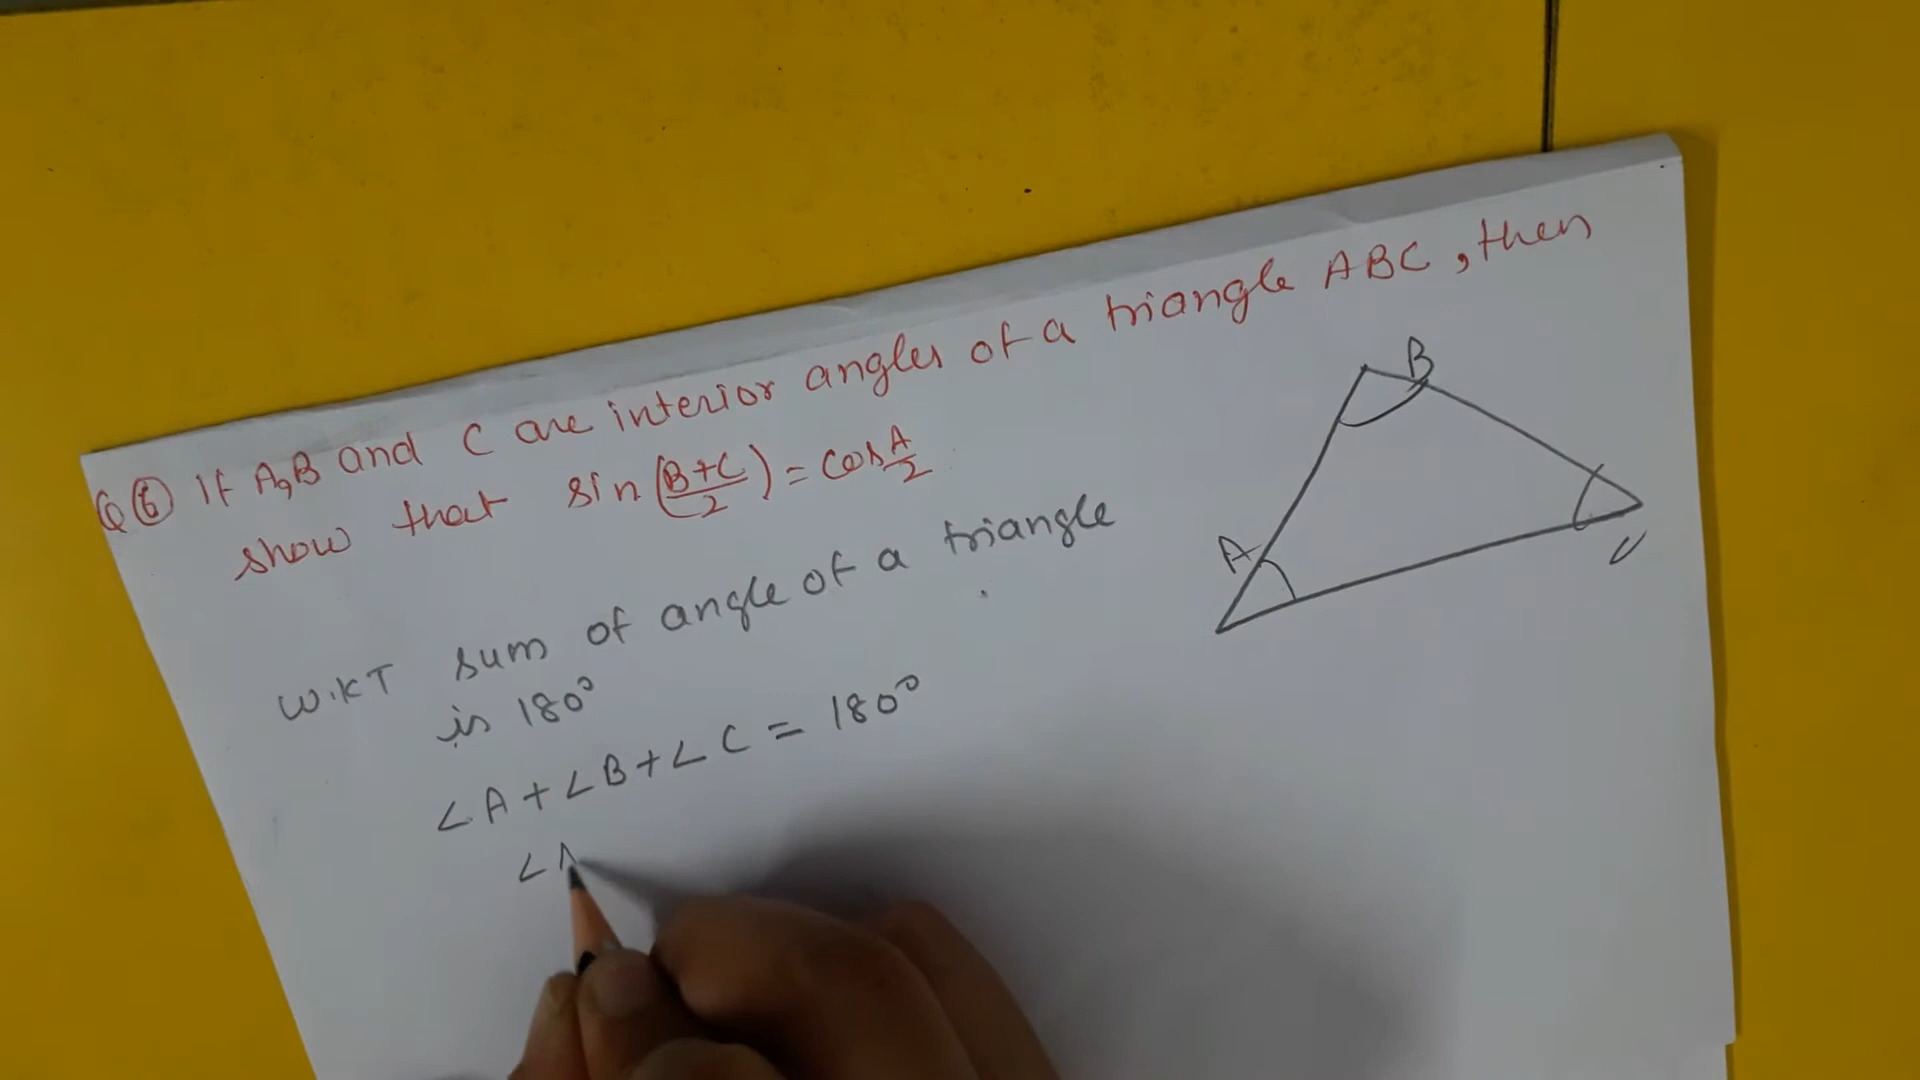 Q⑥ If A,B and C are interior angles of a triangle ABC, then
show that sin(B+C/2) = cos A/2
W.K.T sum of angle of a triangle
is 180°
∠A+∠B+∠C = 180°
∠A
B
A
C